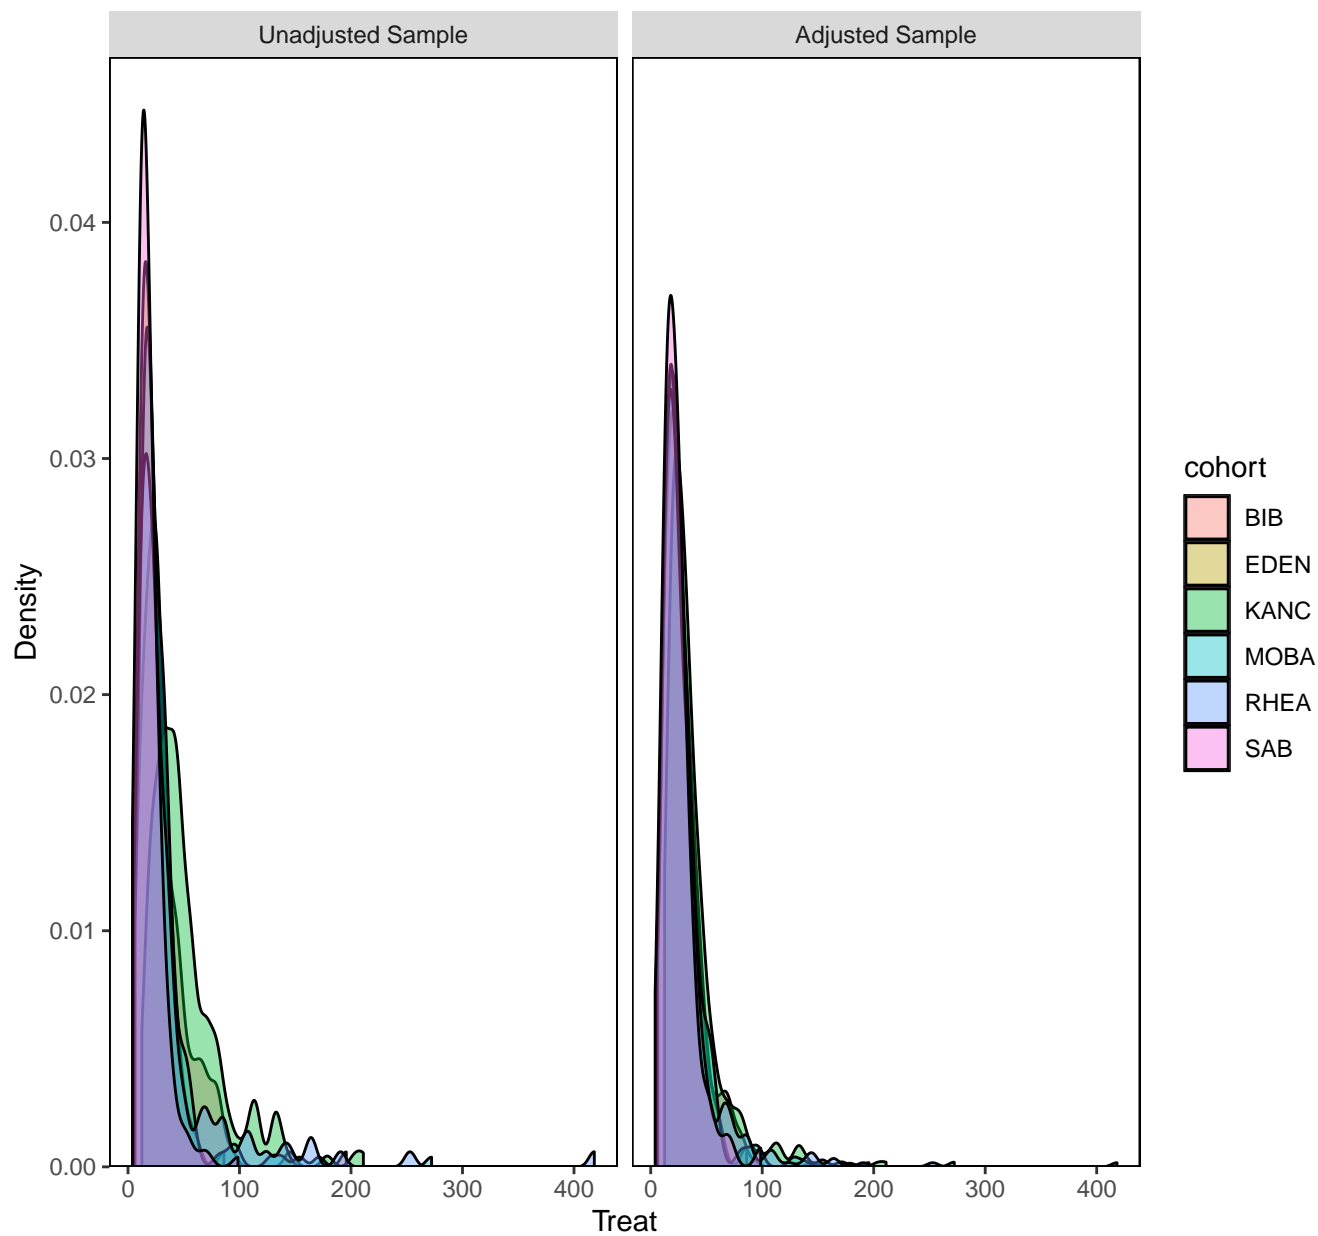 Unadjusted Sample
Adjusted Sample
Density
0.04
0.03
0.02
0.01
0.00
0 100 200 300 400
0 100 200 300 400
Treat
cohort
BIB
EDEN
KANC
MOBA
RHEA
SAB